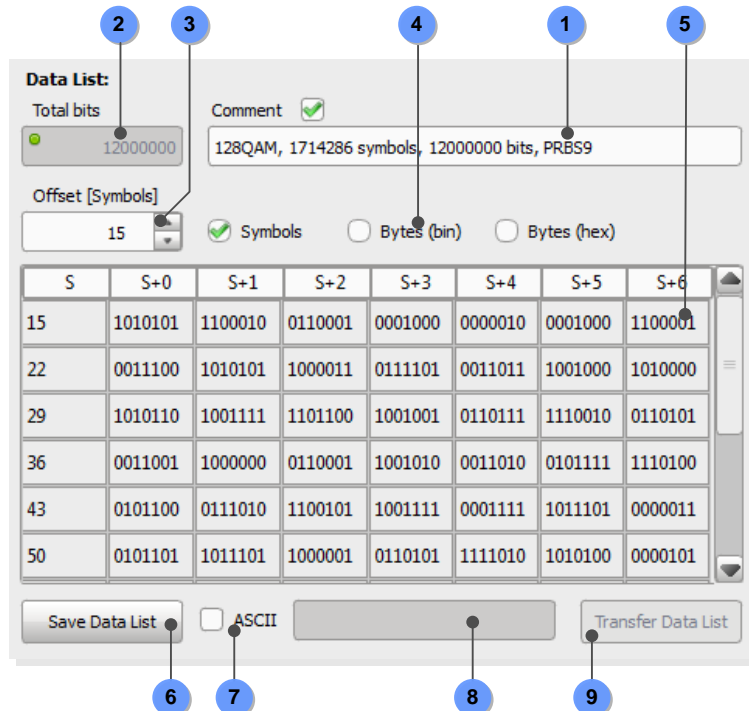 2 3 4 1 5
Data List:
Total bits Comment
12000000 128QAM, 1714286 symbols, 12000000 bits, PRBS9
Offset [Symbols]
15 Symbols Bytes (bin) Bytes (hex)
S S+0 S+1 S+2 S+3 S+4 S+5 S+6
15 1010101 1100010 0110001 0001000 0000010 0001000 1100001
22 0011100 1010101 1000011 0111101 0011011 1001000 1010000
29 1010110 1001111 1101100 1001001 0110111 1110010 0110101
36 0011001 1000000 0110001 1001010 0011010 0101111 1110100
43 0101100 0111010 1100101 1001111 0001111 1011101 0000011
50 0101101 1011101 1000001 0110101 1111010 1010100 0000101
Save Data List ASCII Transfer Data List
6 7 8 9